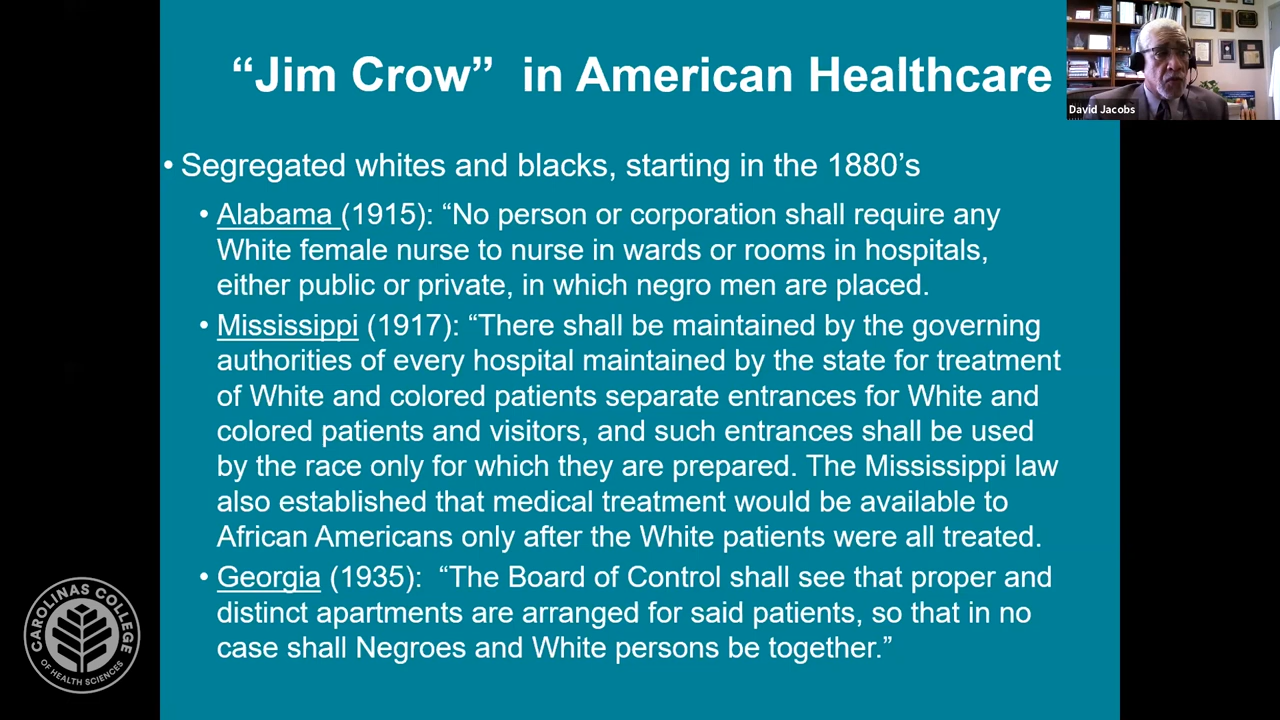 “Jim Crow”  in American Healthcare
David Jacobs
• Segregated whites and blacks, starting in the 1880’s
• Alabama (1915): “No person or corporation shall require any
White female nurse to nurse in wards or rooms in hospitals,
either public or private, in which negro men are placed.
• Mississippi (1917): “There shall be maintained by the governing
authorities of every hospital maintained by the state for treatment
of White and colored patients separate entrances for White and
colored patients and visitors, and such entrances shall be used
by the race only for which they are prepared. The Mississippi law
also established that medical treatment would be available to
African Americans only after the White patients were all treated.
• Georgia (1935):  “The Board of Control shall see that proper and
distinct apartments are arranged for said patients, so that in no
case shall Negroes and White persons be together.”
CAROLINAS COLLEGE
OF HEALTH SCIENCES